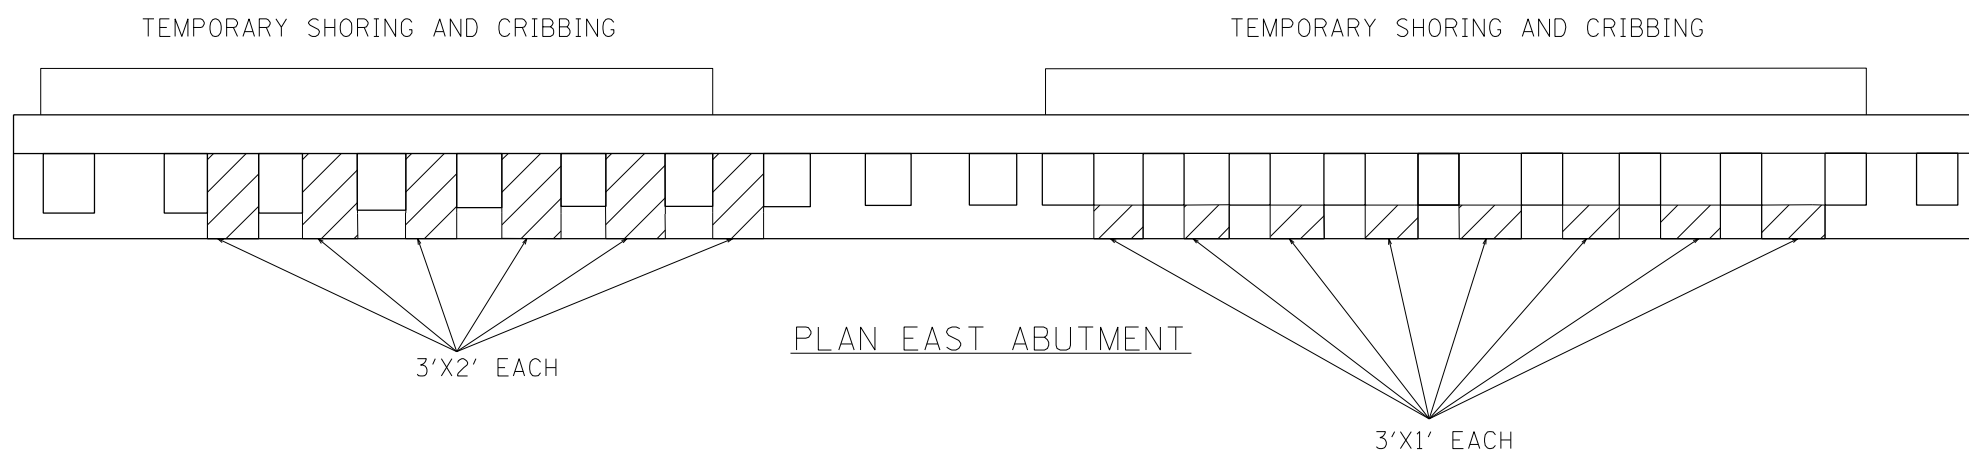 TEMPORARY SHORING AND CRIBBING
TEMPORARY SHORING AND CRIBBING
PLAN EAST ABUTMENT
3'X2' EACH
3'X1' EACH